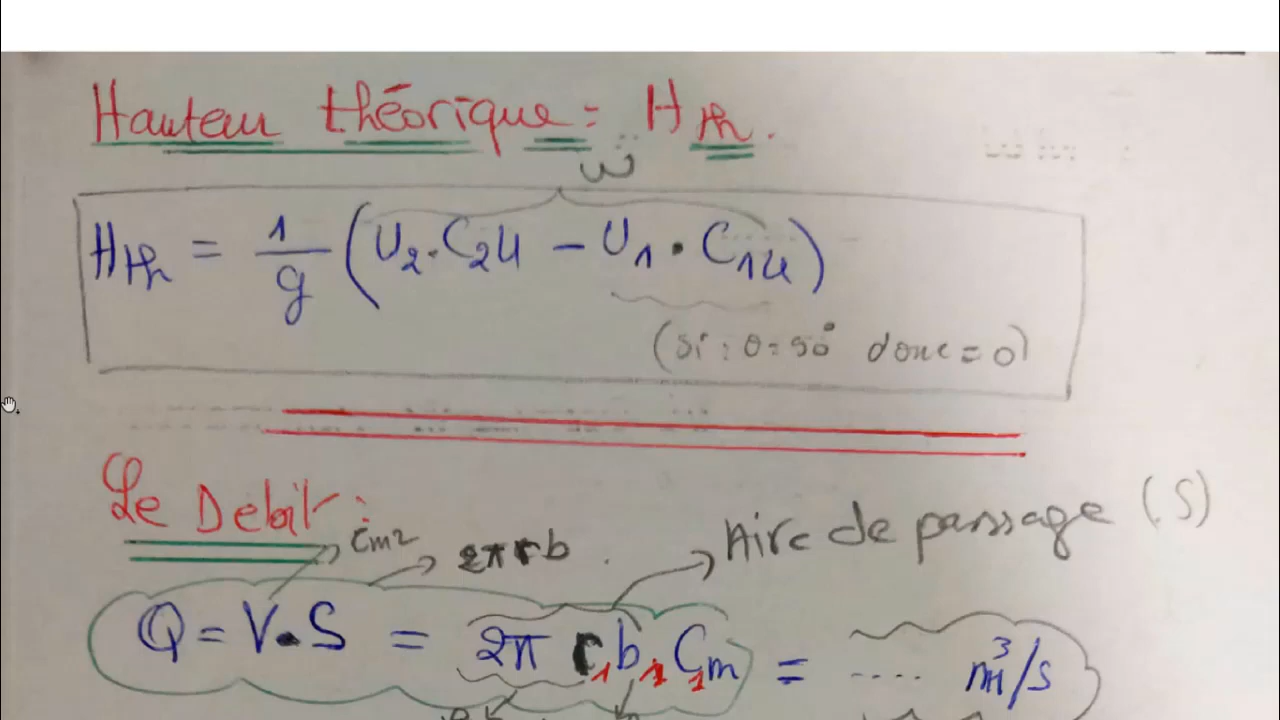 Hauteur théorique = Hth.
ω
Hth = 1/g (U2.C2u – U1.C1u)
(Si : θ=90° donc = 0)
Le Debit :
Cm2
2πrb.
Aire de passage (S)
Q = V.S = 2π r1 b1 C1m = .... m³/s